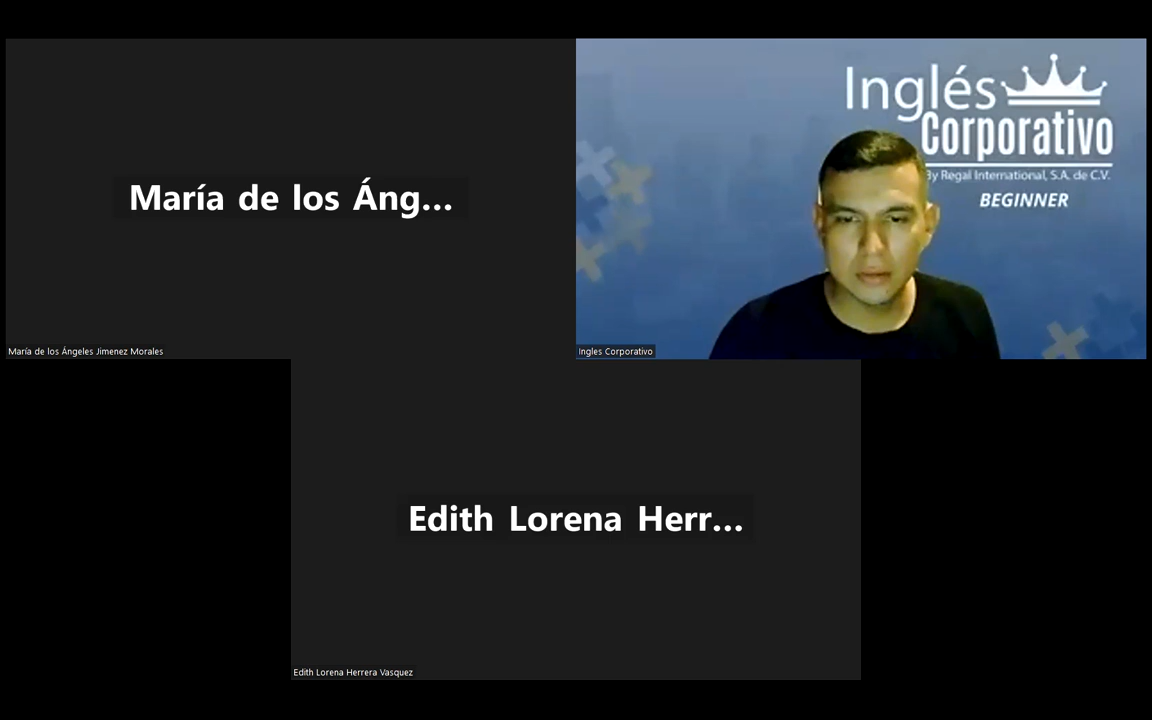 María de los Áng...
María de los Ángeles Jimenez Morales
Inglés
Corporativo
By Regal International, S.A. de C.V.
BEGINNER
Ingles Corporativo
Edith Lorena Herr...
Edith Lorena Herrera Vasquez